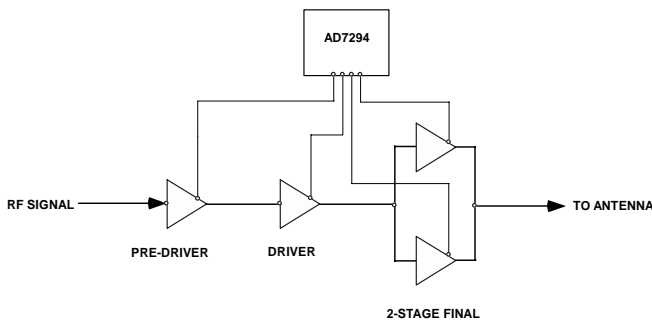 AD7294
RF SIGNAL
TO ANTENNA
PRE-DRIVER
DRIVER
2-STAGE FINAL